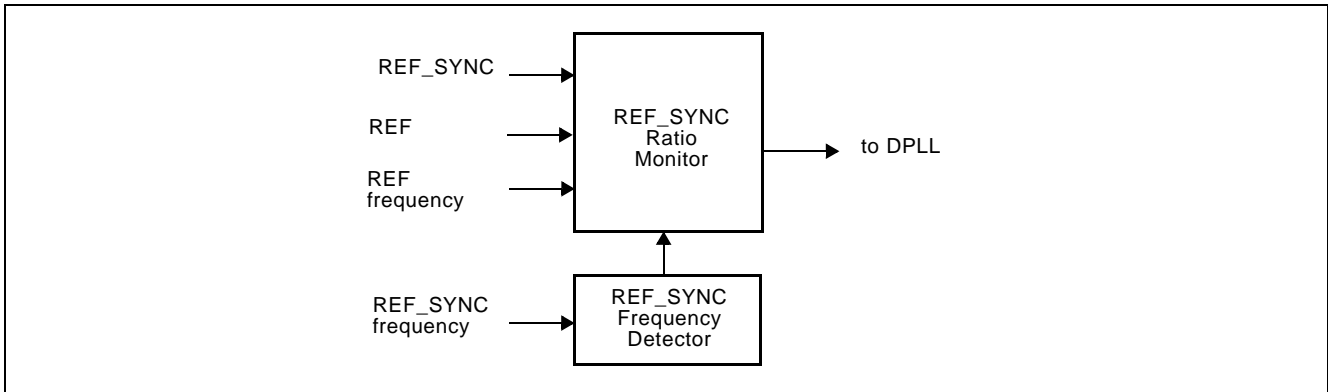 REF_SYNC
REF
REF
frequency
REF_SYNC
Ratio
Monitor
to DPLL
REF_SYNC
frequency
REF_SYNC
Frequency
Detector